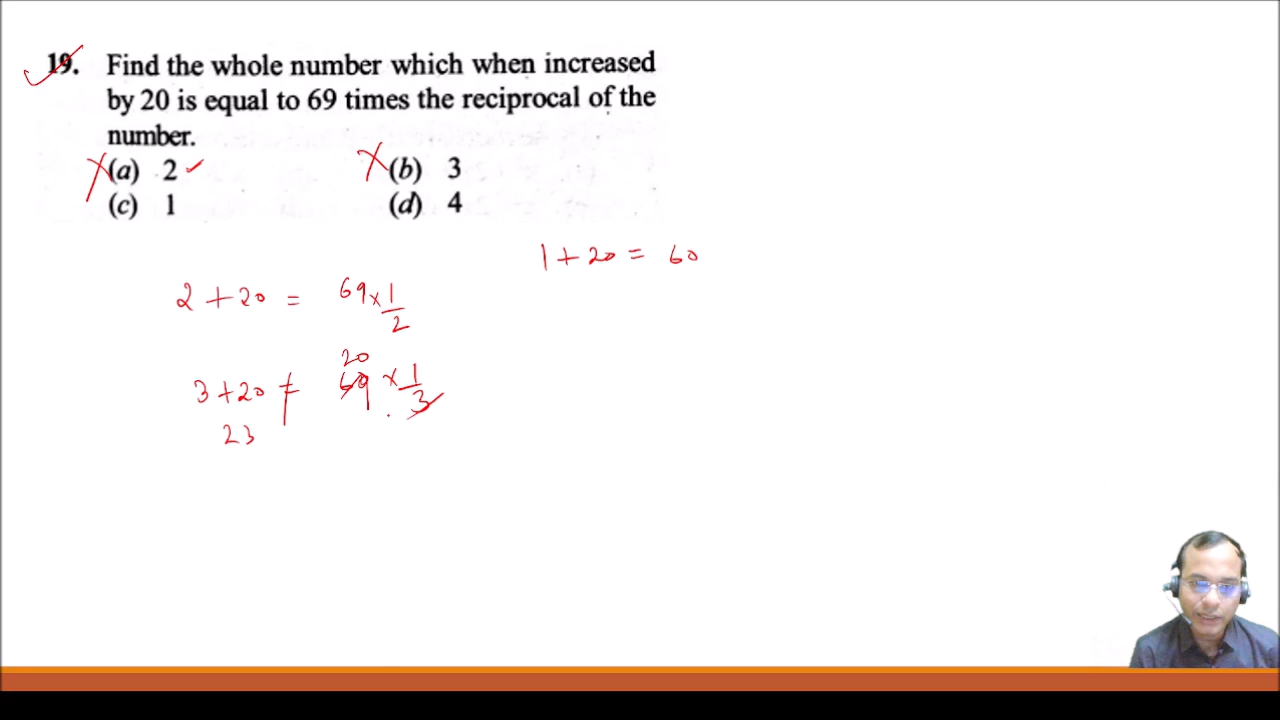 19. Find the whole number which when increased
by 20 is equal to 69 times the reciprocal of the
number.
(a) 2 (b) 3
(c) 1 (d) 4
1 + 20 = 60
2 + 20 = 69 × 1/2
20
3 + 20 ≠ 69 × 1/3
23